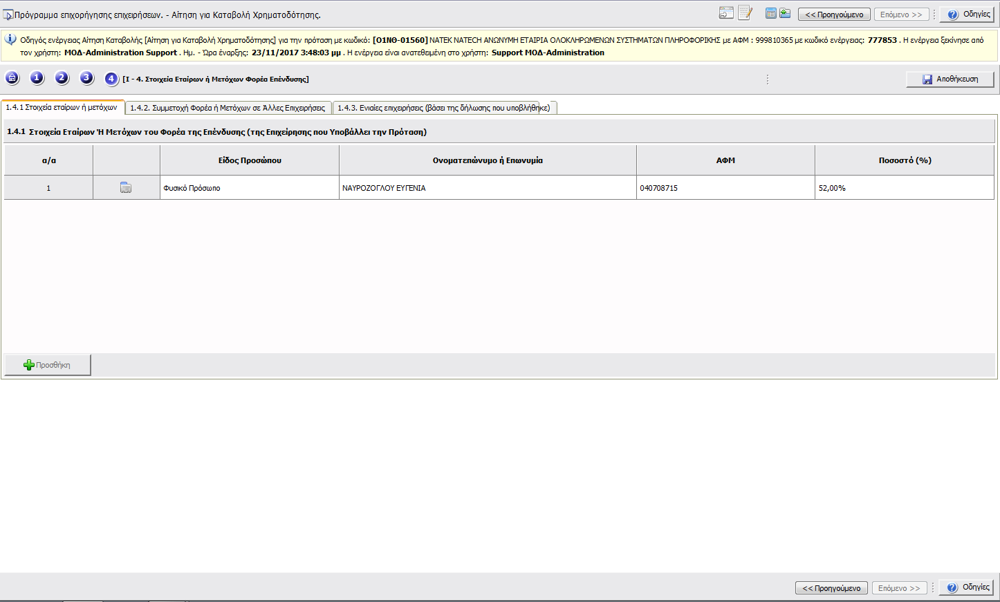 Πρόγραμμα επιχορήγησης επιχειρήσεων. - Αίτηση για Καταβολή Χρηματοδότησης.
<< Προηγούμενο
Επόμενο >>
Οδηγίες
Οδηγός ενέργειας Αίτηση Καταβολής [Αίτηση για Καταβολή Χρηματοδότησης] για την πρόταση με κωδικό: [Ο1ΝΘ-01560] NATEK NATECH ΑΝΩΝΥΜΗ ΕΤΑΙΡΙΑ ΟΛΟΚΛΗΡΩΜΕΝΩΝ ΣΥΣΤΗΜΑΤΩΝ ΠΛΗΡΟΦΟΡΙΚΗΣ με ΑΦΜ : 999810365 με κωδικό ενέργειας: 777853 . Η ενέργεια ξεκίνησε από
τον χρήστη: ΜΟΔ-Administration Support . Ημ. - Ώρα έναρξης: 23/11/2017 3:48:03 μμ . Η ενέργεια είναι ανατεθειμένη στο χρήστη: Support ΜΟΔ-Administration
1
2
3
4
[I - 4. Στοιχεία Εταίρων ή Μετόχων Φορέα Επένδυσης]
Αποθήκευση
1.4.1 Στοιχεία εταίρων ή μετόχων
1.4.2. Συμμετοχή Φορέα ή Μετόχων σε Άλλες Επιχειρήσεις
1.4.3. Ενιαίες επιχειρήσεις (βάσει της δήλωσης που υποβλήθηκε)
1.4.1 Στοιχεία Εταίρων Ή Μετόχων του Φορέα της Επένδυσης (της Επιχείρησης που Υποβάλλει την Πρόταση)
α/α
Είδος Προσώπου
Ονοματεπώνυμο ή Επωνυμία
ΑΦΜ
Ποσοστό (%)
1
Φυσικό Πρόσωπο
ΝΑΥΡΟΖΟΓΛΟΥ ΕΥΓΕΝΙΑ
040708715
52,00%
Προσθήκη
<< Προηγούμενο
Επόμενο >>
Οδηγίες